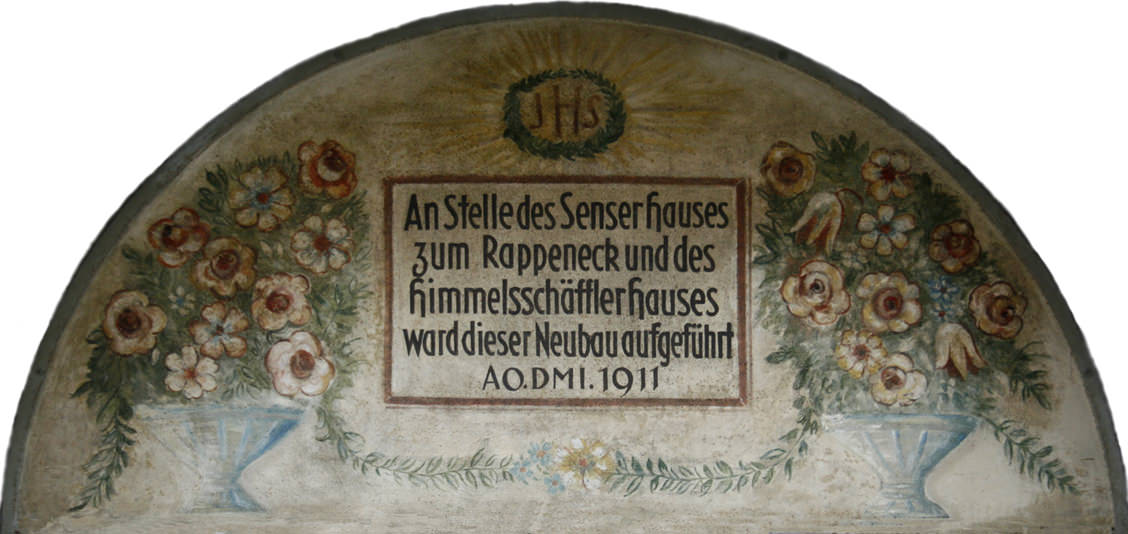 JHS
An Stelle des Senserhauses
zum Rappeneck und des
Himmelsschäfflerhauses
ward dieser Neubau aufgeführt
AO.DMI.1911